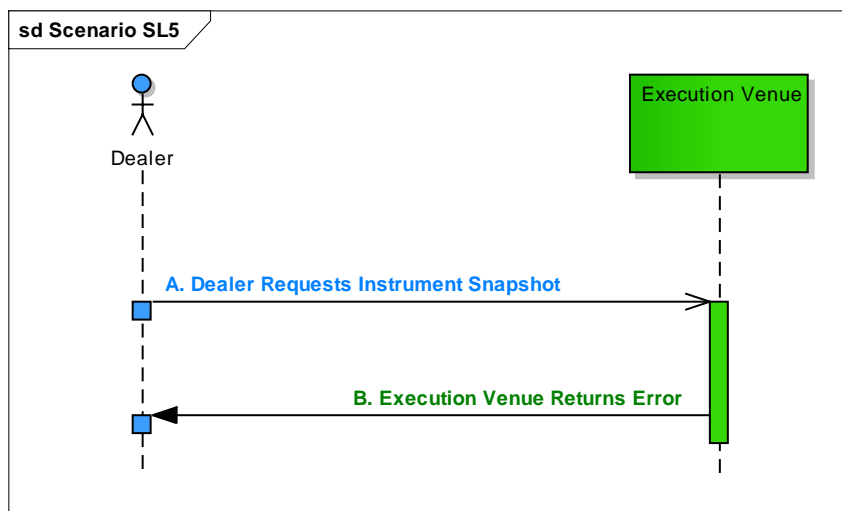 sd Scenario SL5
Execution Venue
Dealer
A. Dealer Requests Instrument Snapshot
B. Execution Venue Returns Error